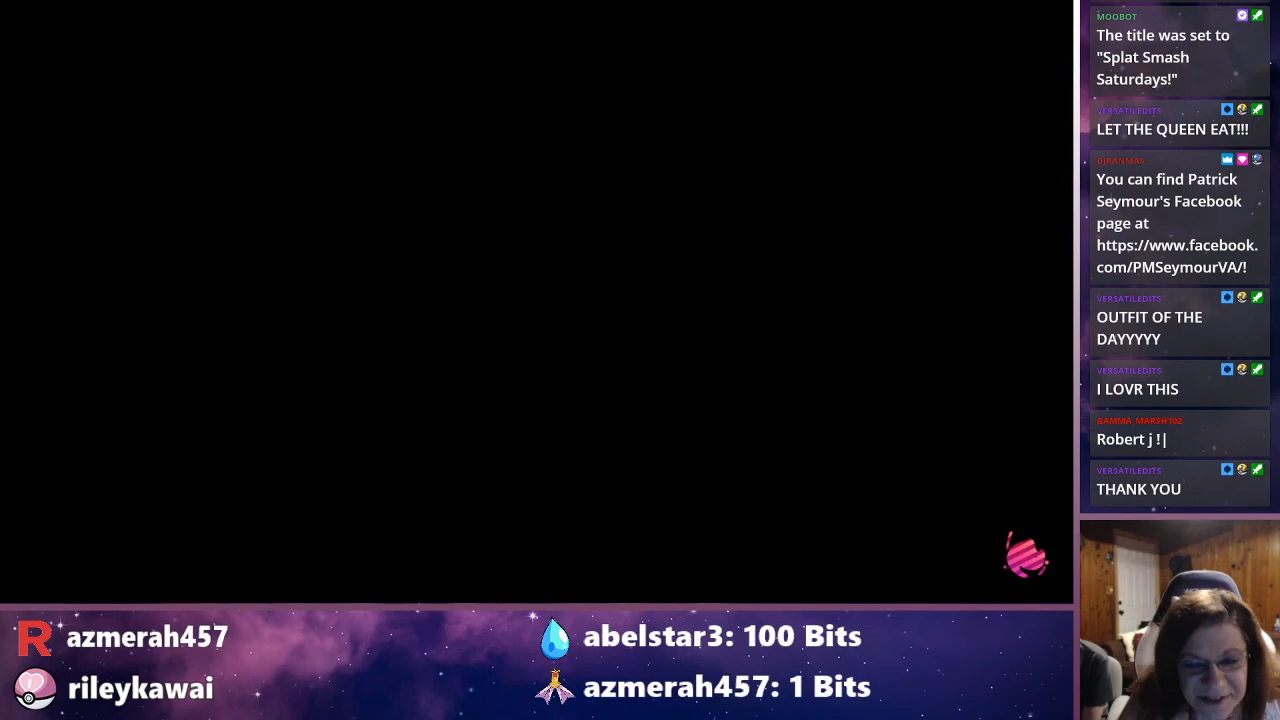 MOOBOT
The title was set to
"Splat Smash
Saturdays!"
VERSATILEDITS
LET THE QUEEN EAT!!!
DJRANMAS
You can find Patrick
Seymour's Facebook
page at
https://www.facebook.
com/PMSeymourVA/!
VERSATILEDITS
OUTFIT OF THE
DAYYYYY
VERSATILEDITS
I LOVR THIS
GAMMA_MARSH102
Robert j !|
VERSATILEDITS
THANK YOU
R azmerah457
rileykawai
abelstar3: 100 Bits
azmerah457: 1 Bits